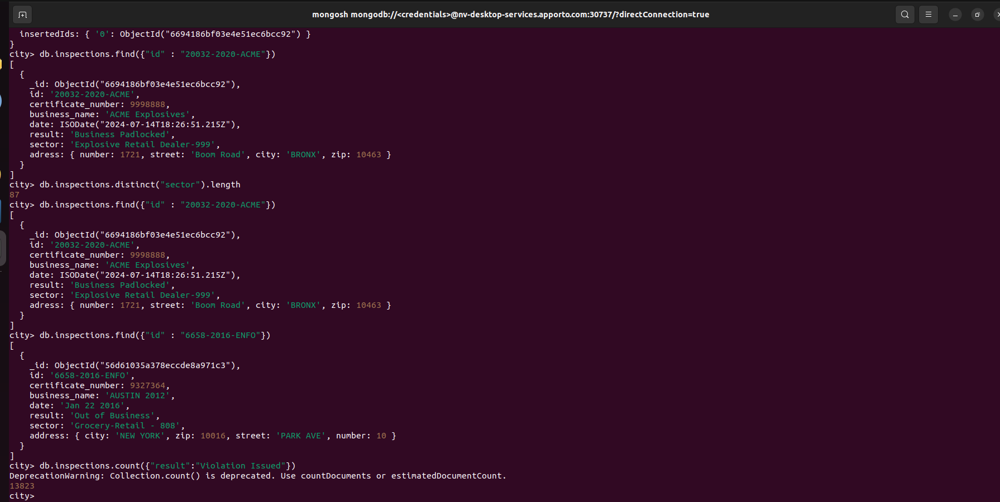 mongosh mongodb://<credentials>@nv-desktop-services.apporto.com:30737/?directConnection=true
  insertedIds: { '0': ObjectId("6694186bf03e4e51ec6bcc92") }
}
city> db.inspections.find({"id" : "20032-2020-ACME"})
[
  {
    _id: ObjectId("6694186bf03e4e51ec6bcc92"),
    id: '20032-2020-ACME',
    certificate_number: 9998888,
    business_name: 'ACME Explosives',
    date: ISODate("2024-07-14T18:26:51.215Z"),
    result: 'Business Padlocked',
    sector: 'Explosive Retail Dealer-999',
    adress: { number: 1721, street: 'Boom Road', city: 'BRONX', zip: 10463 }
  }
]
city> db.inspections.distinct("sector").length
87
city> db.inspections.find({"id" : "20032-2020-ACME"})
[
  {
    _id: ObjectId("6694186bf03e4e51ec6bcc92"),
    id: '20032-2020-ACME',
    certificate_number: 9998888,
    business_name: 'ACME Explosives',
    date: ISODate("2024-07-14T18:26:51.215Z"),
    result: 'Business Padlocked',
    sector: 'Explosive Retail Dealer-999',
    adress: { number: 1721, street: 'Boom Road', city: 'BRONX', zip: 10463 }
  }
]
city> db.inspections.find({"id" : "6658-2016-ENFO"})
[
  {
    _id: ObjectId("56d61035a378eccde8a971c3"),
    id: '6658-2016-ENFO',
    certificate_number: 9327364,
    business_name: 'AUSTIN 2012',
    date: 'Jan 22 2016',
    result: 'Out of Business',
    sector: 'Grocery-Retail - 808',
    address: { city: 'NEW YORK', zip: 10016, street: 'PARK AVE', number: 10 }
  }
]
city> db.inspections.count({"result":"Violation Issued"})
DeprecationWarning: Collection.count() is deprecated. Use countDocuments or estimatedDocumentCount.
13823
city>